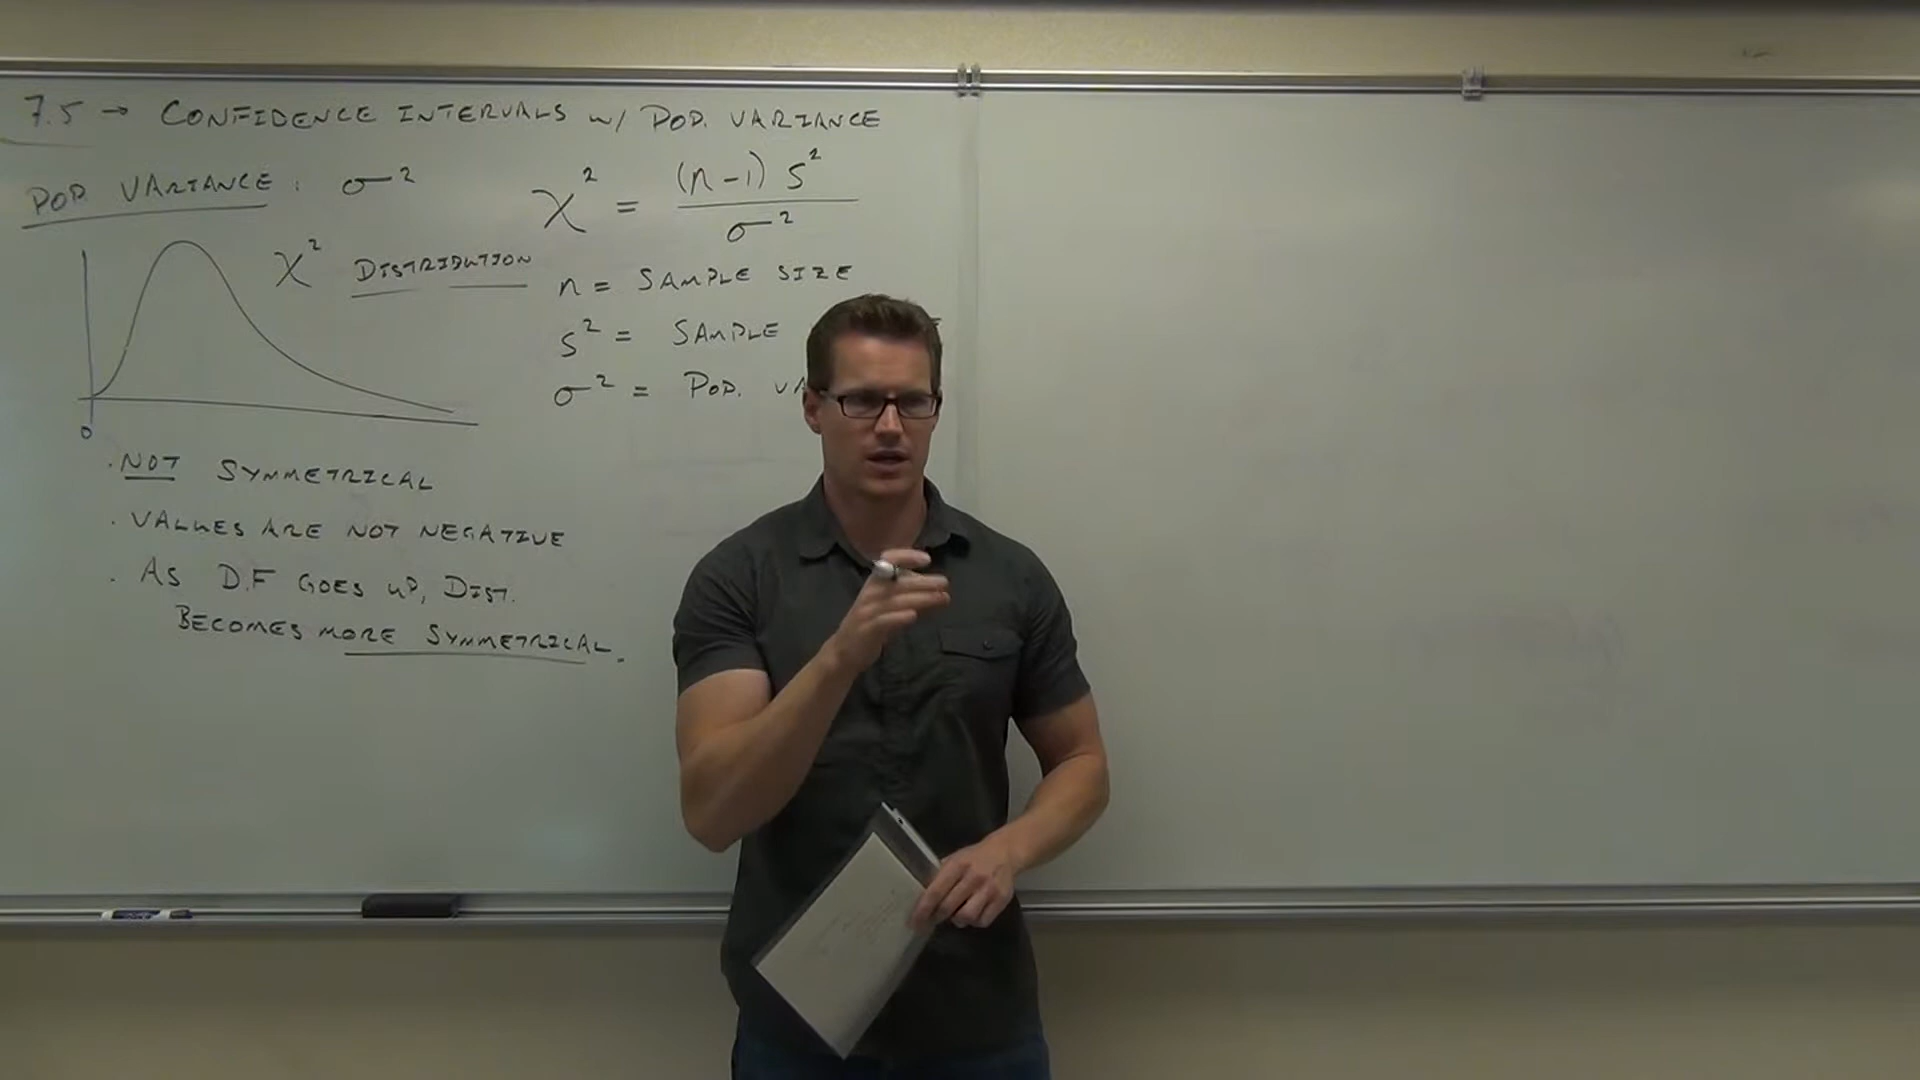 7.5 → CONFIDENCE INTERVALS w/ POP. VARIANCE
POP VARIANCE : σ²
χ² = (n-1) s² / σ²
χ² DISTRIBUTION
n = SAMPLE SIZE
s² = SAMPLE
σ² = POP.
0
· NOT SYMMETRICAL
· VALUES ARE NOT NEGATIVE
· AS D.F GOES UP, DIST.
BECOMES MORE SYMMETRICAL.